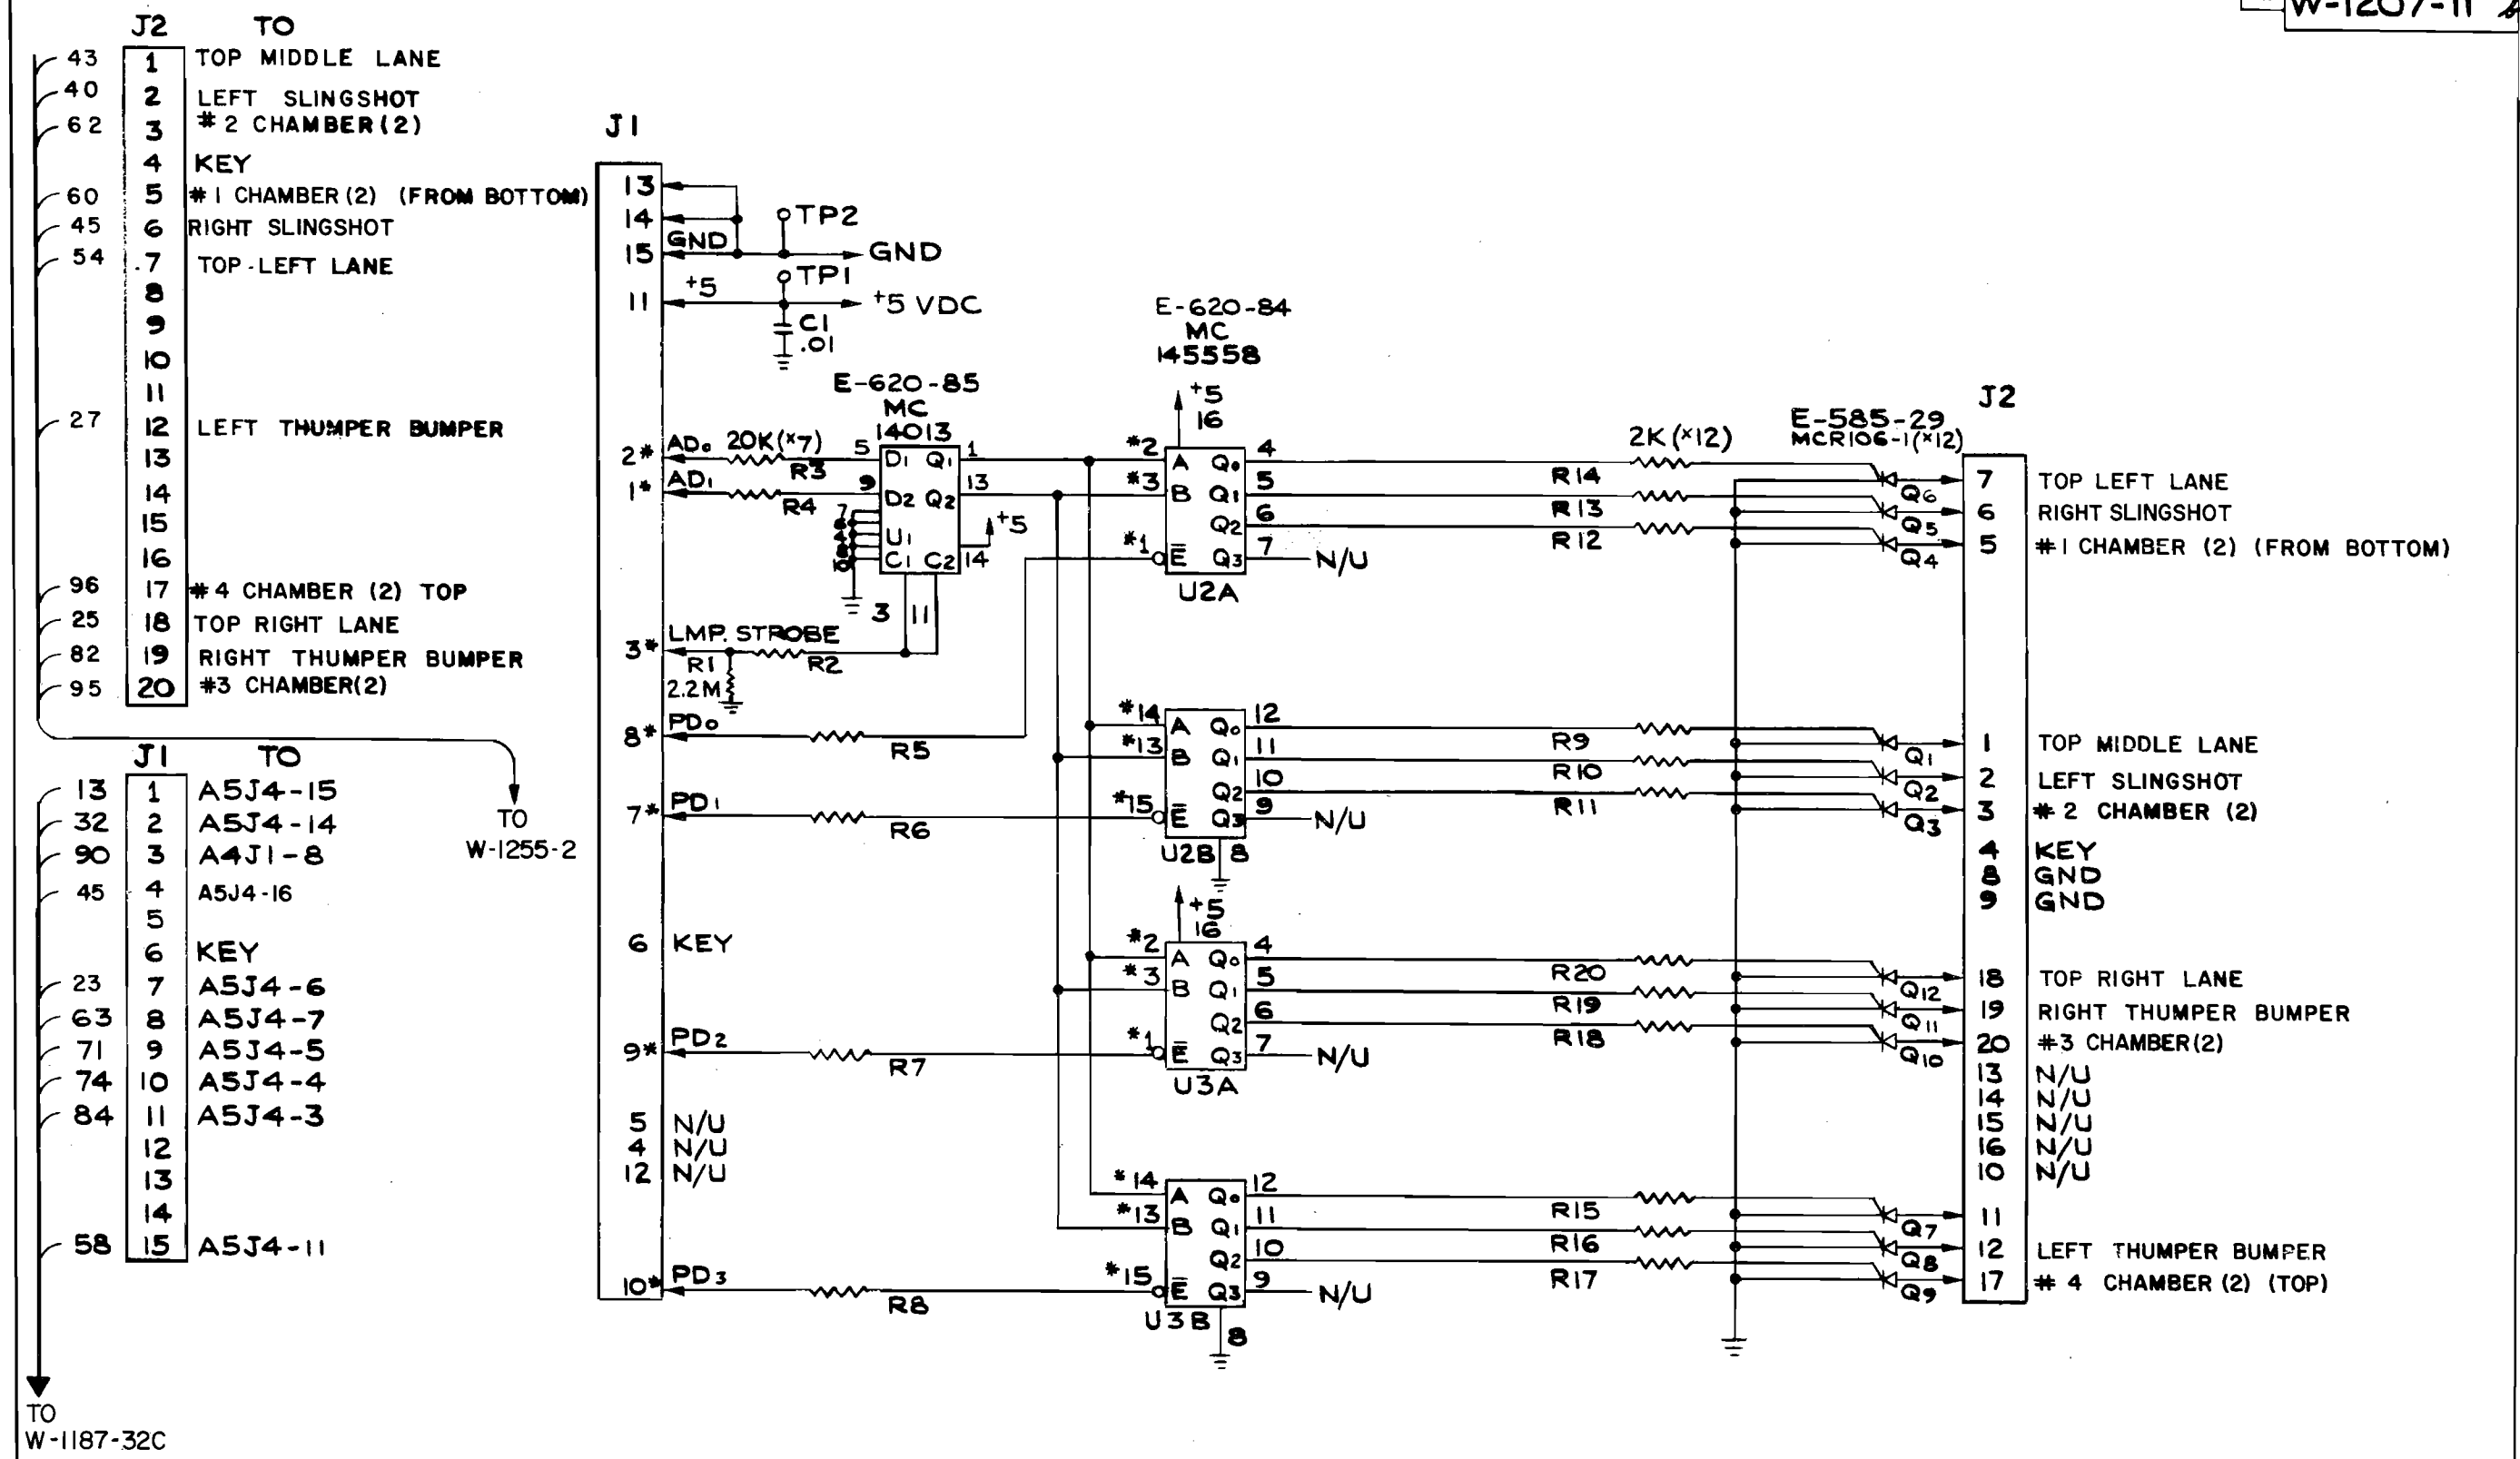 W-1207-11
J2 TO
43 1 TOP MIDDLE LANE
40 2 LEFT SLINGSHOT
62 3 # 2 CHAMBER (2)
4 KEY
60 5 # 1 CHAMBER (2) (FROM BOTTOM)
45 6 RIGHT SLINGSHOT
54 7 TOP-LEFT LANE
8
9
10
11
27 12 LEFT THUMPER BUMPER
13
14
15
16
96 17 # 4 CHAMBER (2) TOP
25 18 TOP RIGHT LANE
82 19 RIGHT THUMPER BUMPER
95 20 #3 CHAMBER(2)
TO
W-1255-2
J1 TO
13 1 A5J4-15
32 2 A5J4-14
90 3 A4J1-8
45 4 A5J4-16
5
6 KEY
23 7 A5J4-6
63 8 A5J4-7
71 9 A5J4-5
74 10 A5J4-4
84 11 A5J4-3
12
13
14
58 15 A5J4-11
TO
W-1187-32C
J1
13
14
15 GND
TP2
GND
11 +5
TP1
+5 VDC
C1
.01
2* AD0 20K(x7) R3
1* AD1 R4
3* LMP. STROBE
R1 R2
2.2M
8* PD0 R5
7* PD1 R6
6 KEY
9* PD2 R7
5 N/U
4 N/U
12 N/U
10* PD3 R8
E-620-85
MC
14013
5 D1 Q1 1
9 D2 Q2 13
7
6
4
8
10
U1
+5
C1 C2 14
3 11
E-620-84
MC
145558
+5
16
*2 A Q0 4
*3 B Q1 5
Q2 6
*1 E Q3 7 N/U
U2A
*14 A Q0 12
*13 B Q1 11
Q2 10
*15 E Q3 9 N/U
U2B 8
+5
16
*2 A Q0 4
*3 B Q1 5
Q2 6
*1 E Q3 7 N/U
U3A
*14 A Q0 12
*13 B Q1 11
Q2 10
*15 E Q3 9 N/U
U3B 8
2K (x12)
R14
R13
R12
R9
R10
R11
R20
R19
R18
R15
R16
R17
E-585-29
MCR106-1(x12)
J2
Q6 7 TOP LEFT LANE
Q5 6 RIGHT SLINGSHOT
Q4 5 # 1 CHAMBER (2) (FROM BOTTOM)
Q1 1 TOP MIDDLE LANE
Q2 2 LEFT SLINGSHOT
Q3 3 # 2 CHAMBER (2)
4 KEY
8 GND
9 GND
Q12 18 TOP RIGHT LANE
Q11 19 RIGHT THUMPER BUMPER
Q10 20 #3 CHAMBER(2)
13 N/U
14 N/U
15 N/U
16 N/U
10 N/U
Q7 11
Q8 12 LEFT THUMPER BUMPER
Q9 17 # 4 CHAMBER (2) (TOP)